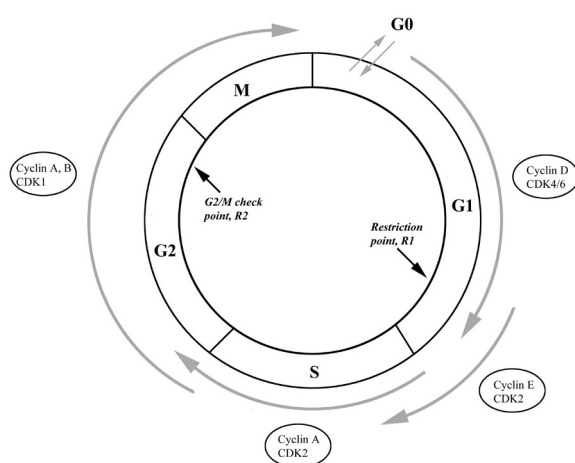 G0
M
Cyclin A, B
CDK1
Cyclin D
CDK4/6
G2/M check
point, R2
G1
Restriction
point, R1
G2
S
Cyclin E
CDK2
Cyclin A
CDK2